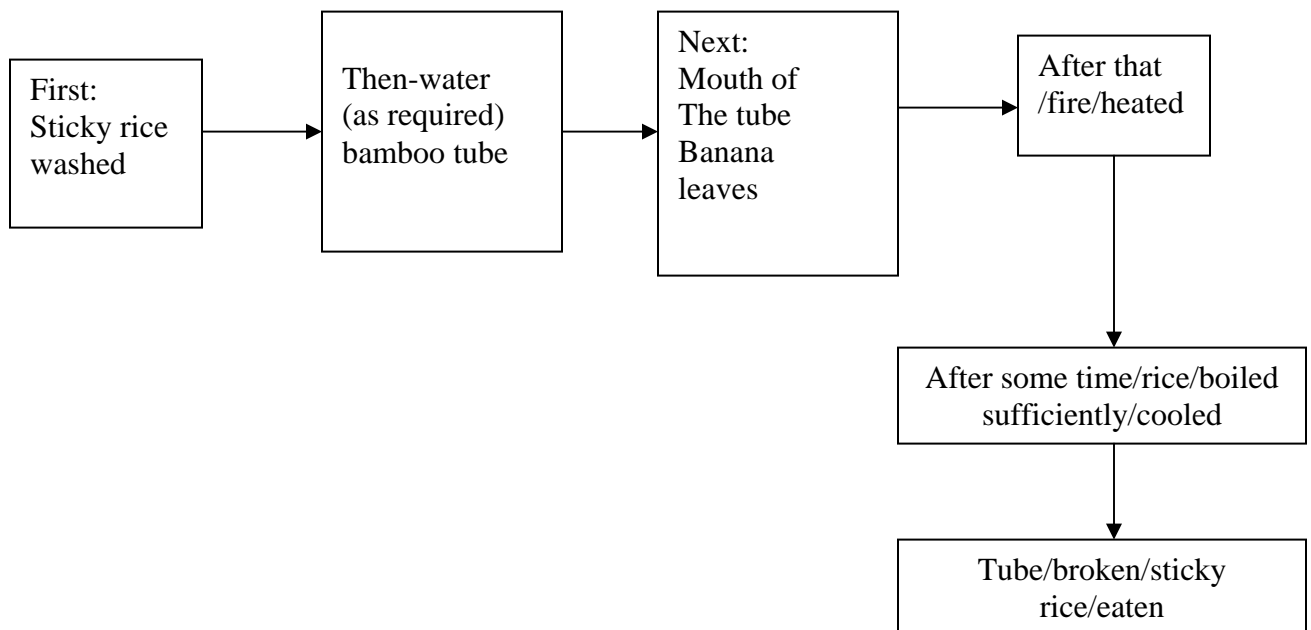 First:
Sticky rice
washed
Then-water
(as required)
bamboo tube
Next:
Mouth of
The tube
Banana
leaves
After that
/fire/heated
After some time/rice/boiled
sufficiently/cooled
Tube/broken/sticky
rice/eaten